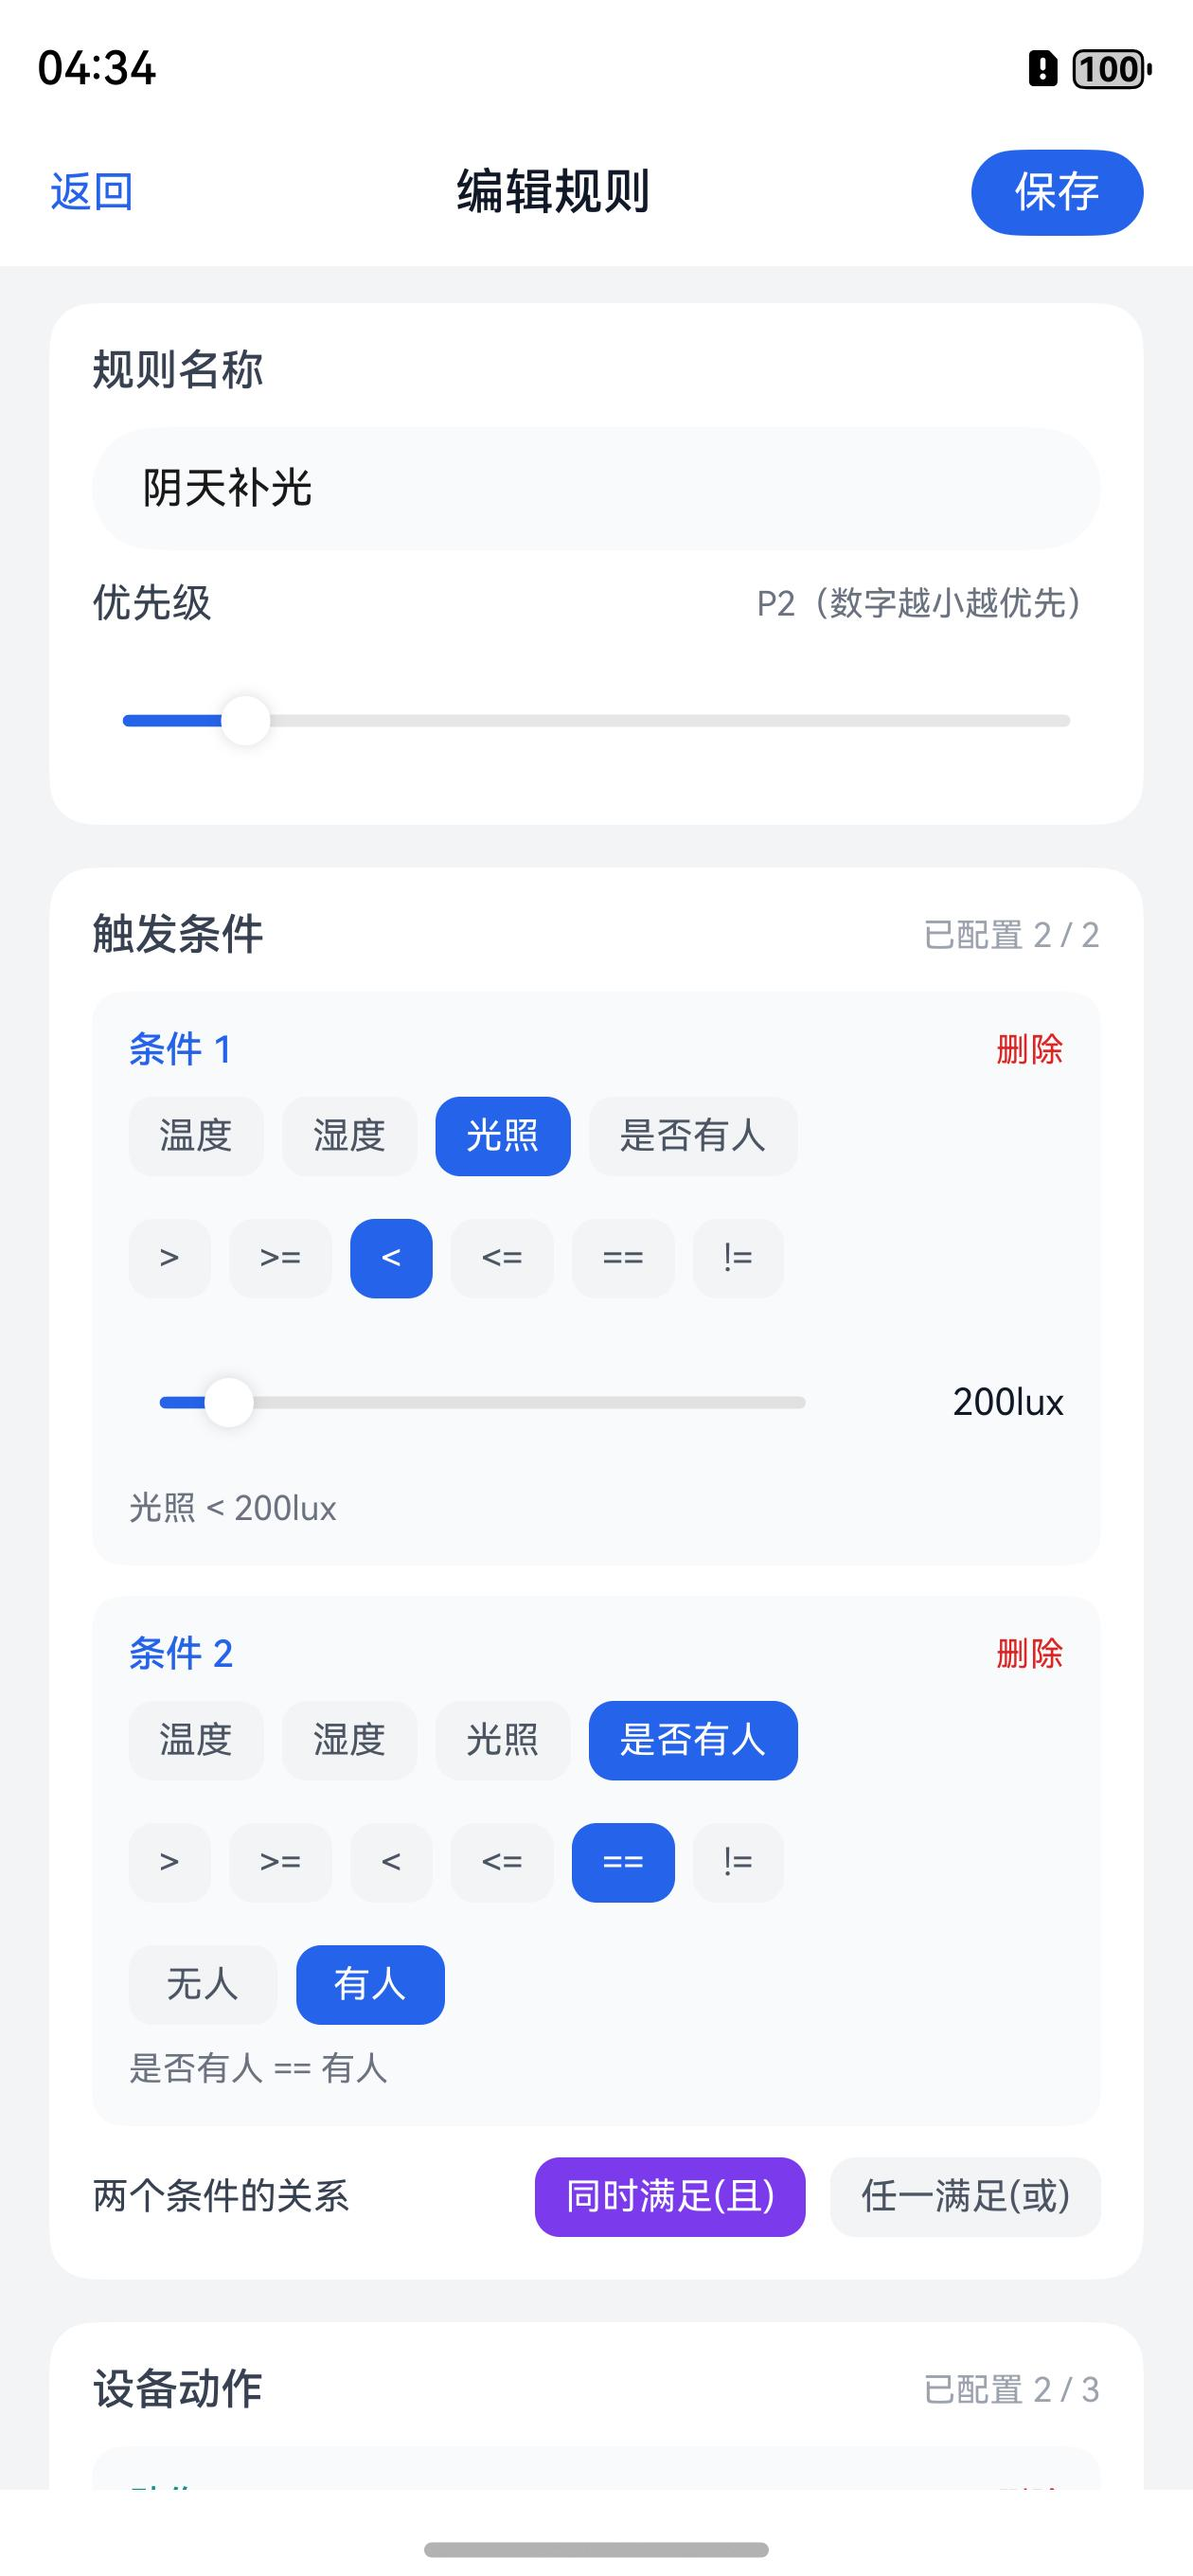 04:34
100
返回
编辑规则
保存
规则名称
阴天补光
优先级
P2（数字越小越优先）
触发条件
已配置 2 / 2
条件 1
删除
温度 湿度 光照 是否有人
> >= < <= == !=
200lux
光照 < 200lux
条件 2
删除
温度 湿度 光照 是否有人
> >= < <= == !=
无人 有人
是否有人 == 有人
两个条件的关系
同时满足(且) 任一满足(或)
设备动作
已配置 2 / 3